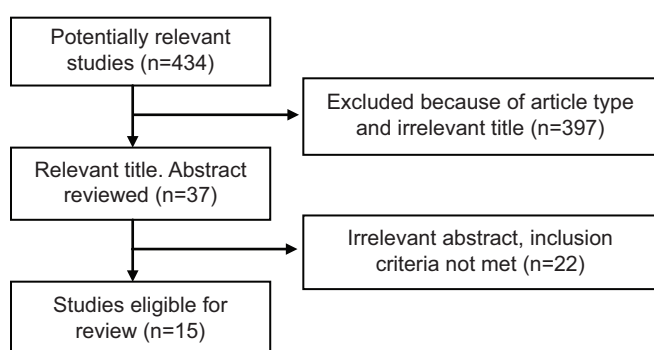 Potentially relevant
studies (n=434)
Excluded because of article type
and irrelevant title (n=397)
Relevant title. Abstract
reviewed (n=37)
Irrelevant abstract, inclusion
criteria not met (n=22)
Studies eligible for
review (n=15)